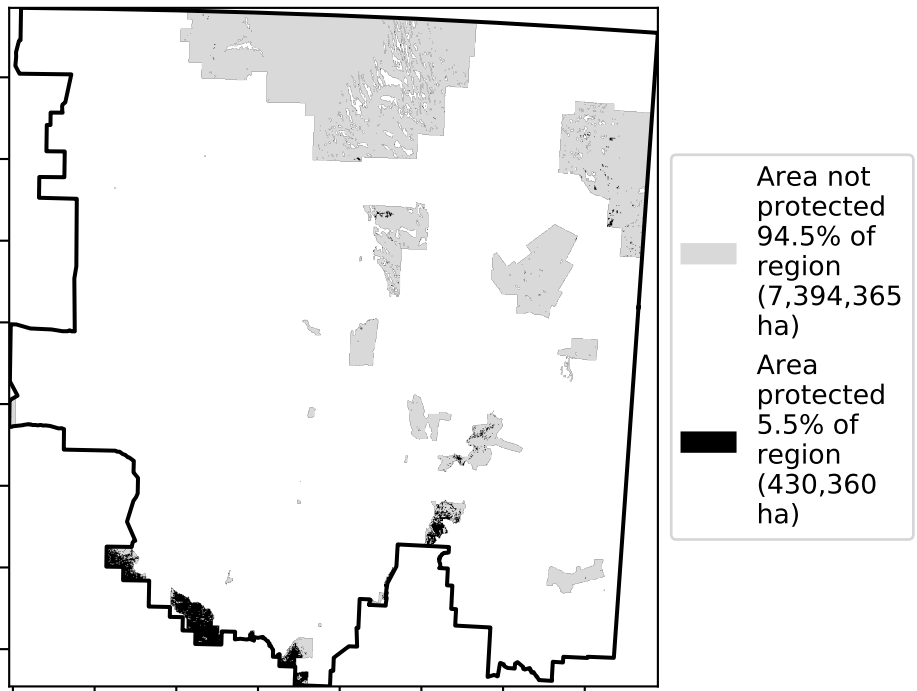 Area not
protected
94.5% of
region
(7,394,365
ha)
Area
protected
5.5% of
region
(430,360
ha)